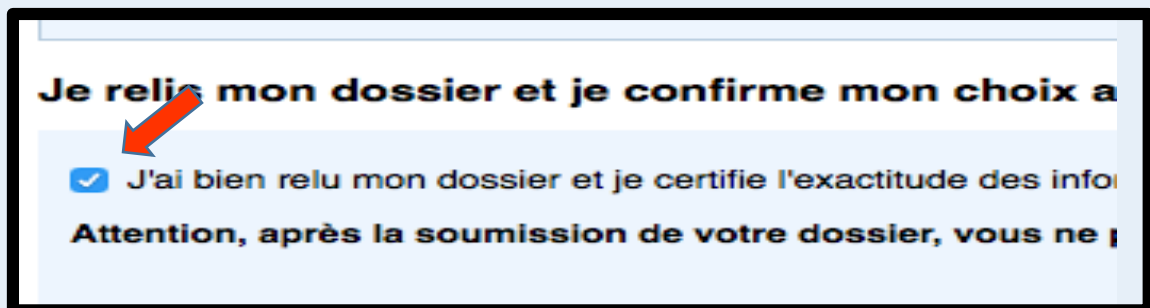 Je relis mon dossier et je confirme mon choix a
J'ai bien relu mon dossier et je certifie l'exactitude des infor
Attention, après la soumission de votre dossier, vous ne p